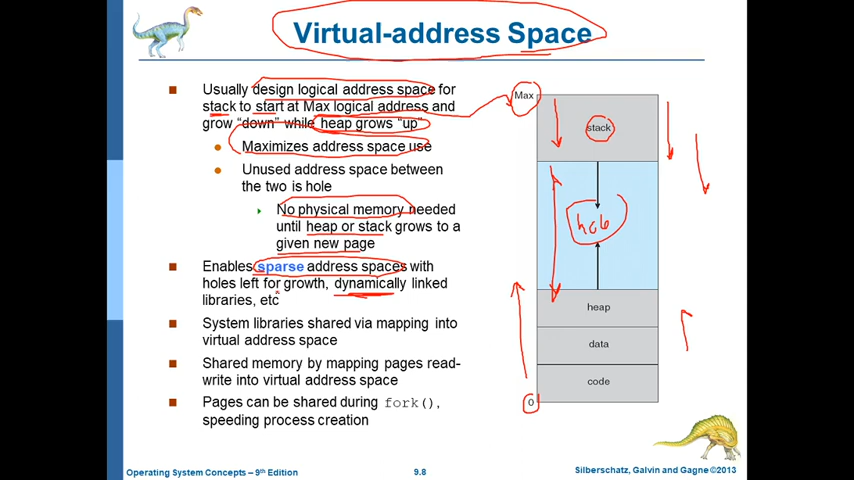 Virtual-address Space
Usually design logical address space for
stack to start at Max logical address and
grow “down” while heap grows “up”
Maximizes address space use
Unused address space between
the two is hole
No physical memory needed
until heap or stack grows to a
given new page
Enables sparse address spaces with
holes left for growth, dynamically linked
libraries, etc
System libraries shared via mapping into
virtual address space
Shared memory by mapping pages read-
write into virtual address space
Pages can be shared during fork(),
speeding process creation
Max
stack
heap
data
code
0
Operating System Concepts – 9th Edition
9.8
Silberschatz, Galvin and Gagne ©2013